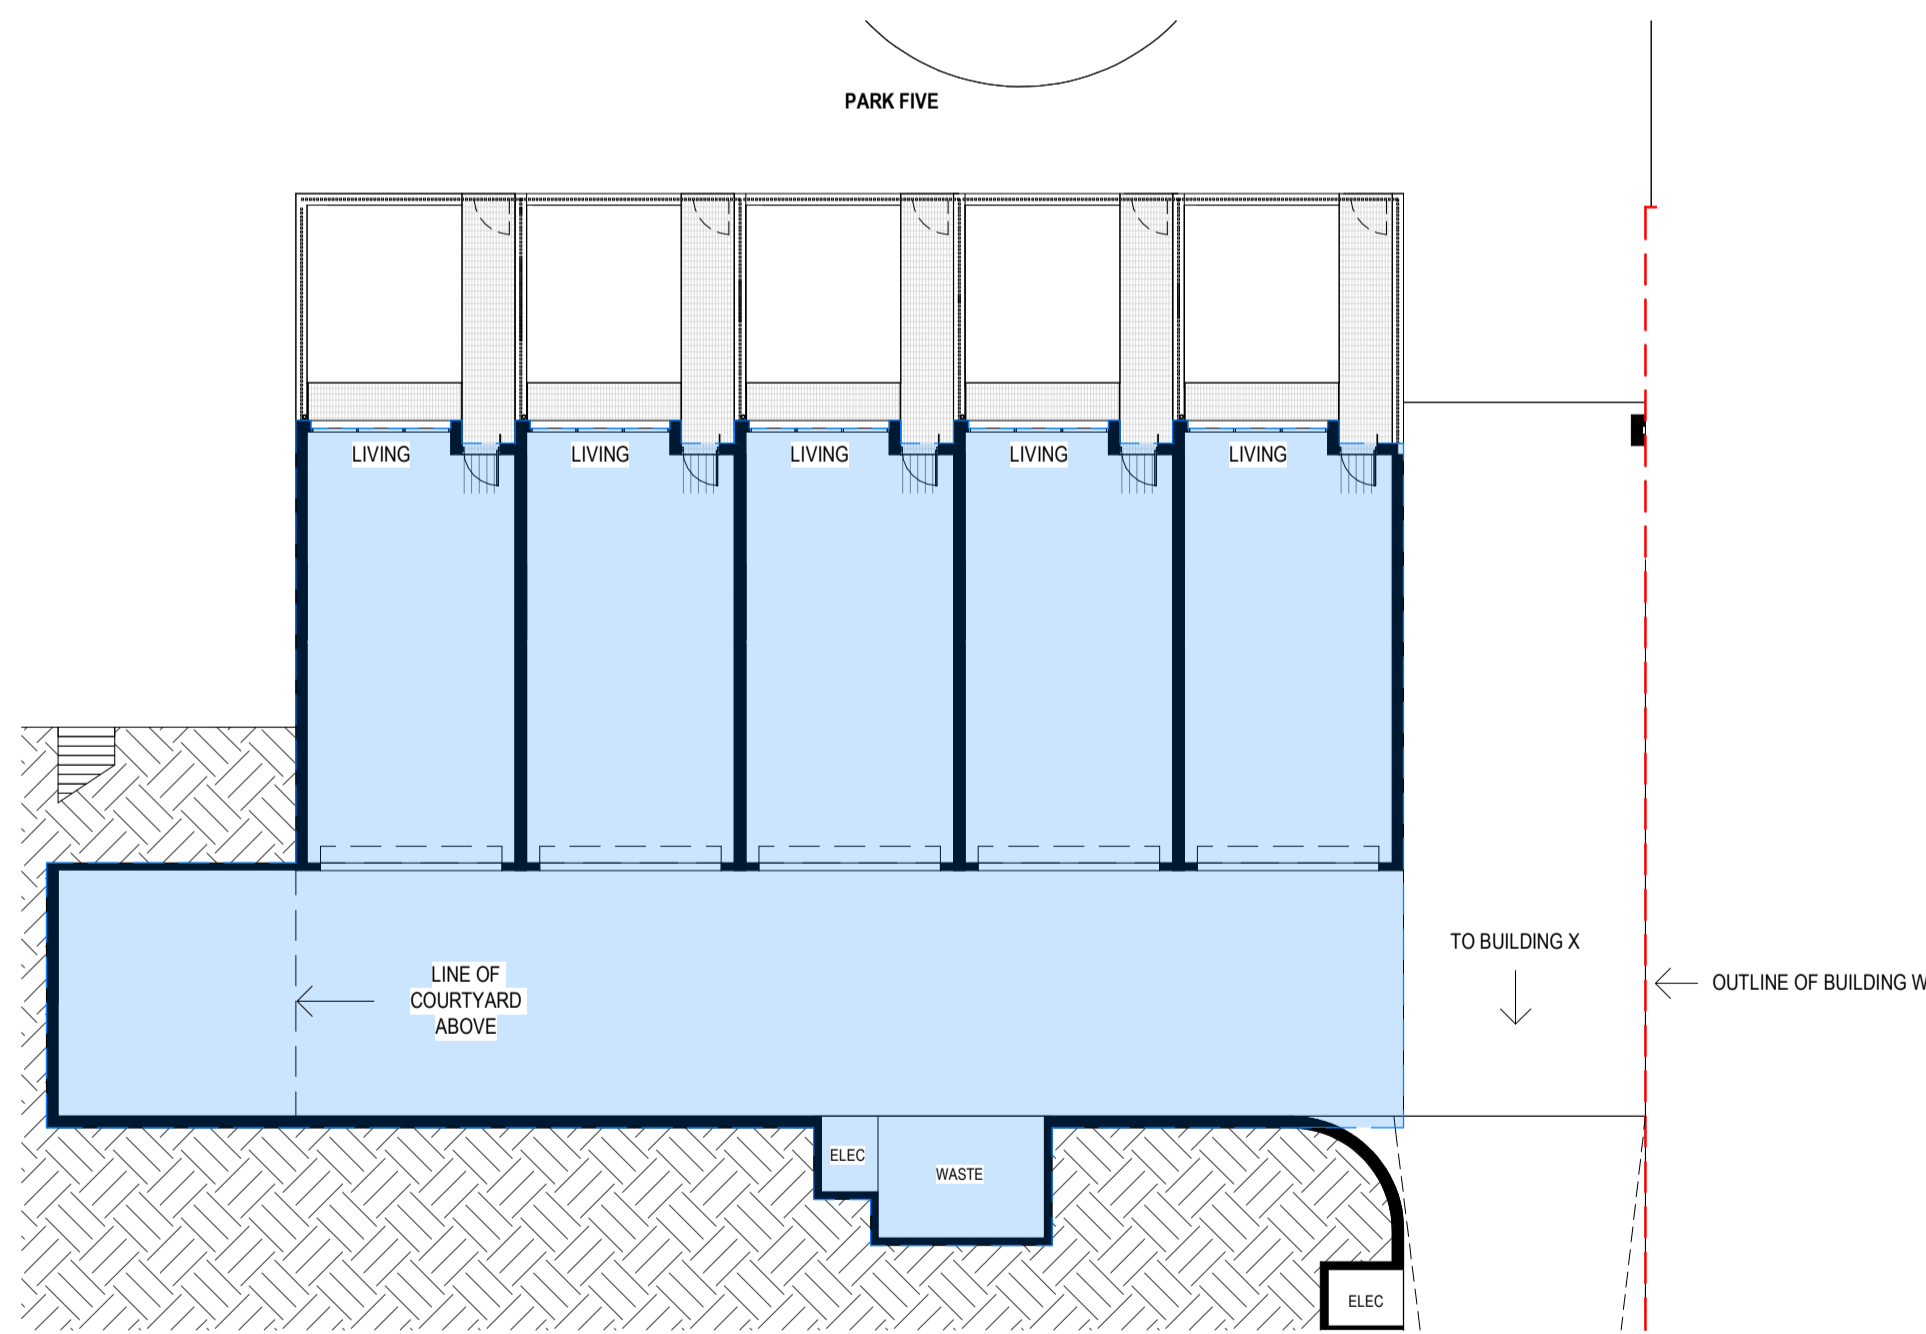 PARK FIVE
LIVING
LIVING
LIVING
LIVING
LIVING
TO BUILDING X
LINE OF
COURTYARD
ABOVE
OUTLINE OF BUILDING W
ELEC
WASTE
ELEC